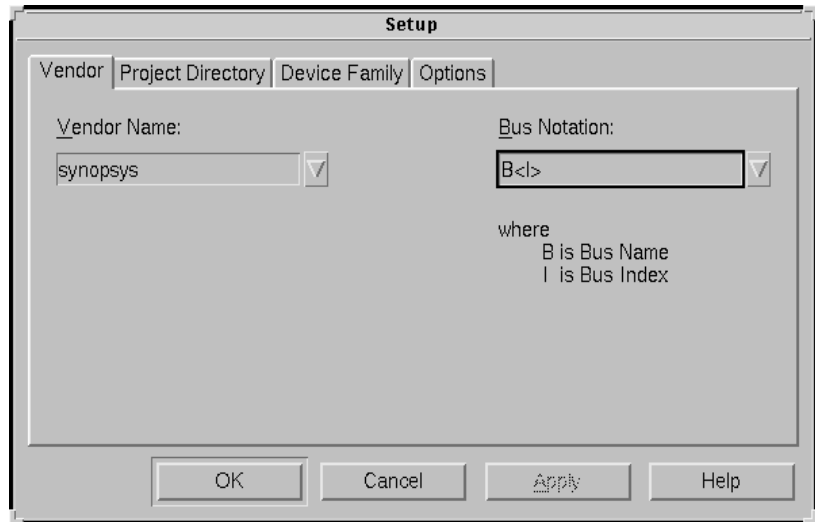 Setup
Vendor Project Directory Device Family Options
Vendor Name: Bus Notation:
synopsys B<I>
where
B is Bus Name
I is Bus Index
OK Cancel Apply Help